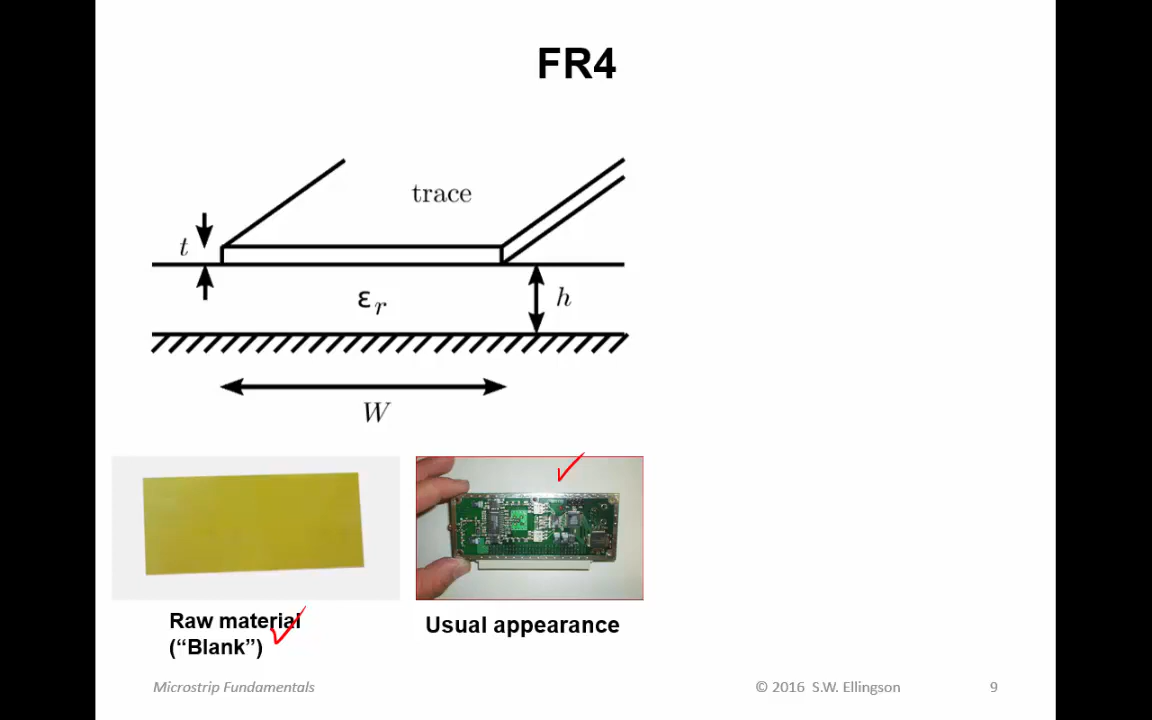 FR4
trace
t
εr
h
W
Raw material
(“Blank”)
Usual appearance
Microstrip Fundamentals
© 2016 S.W. Ellingson
9